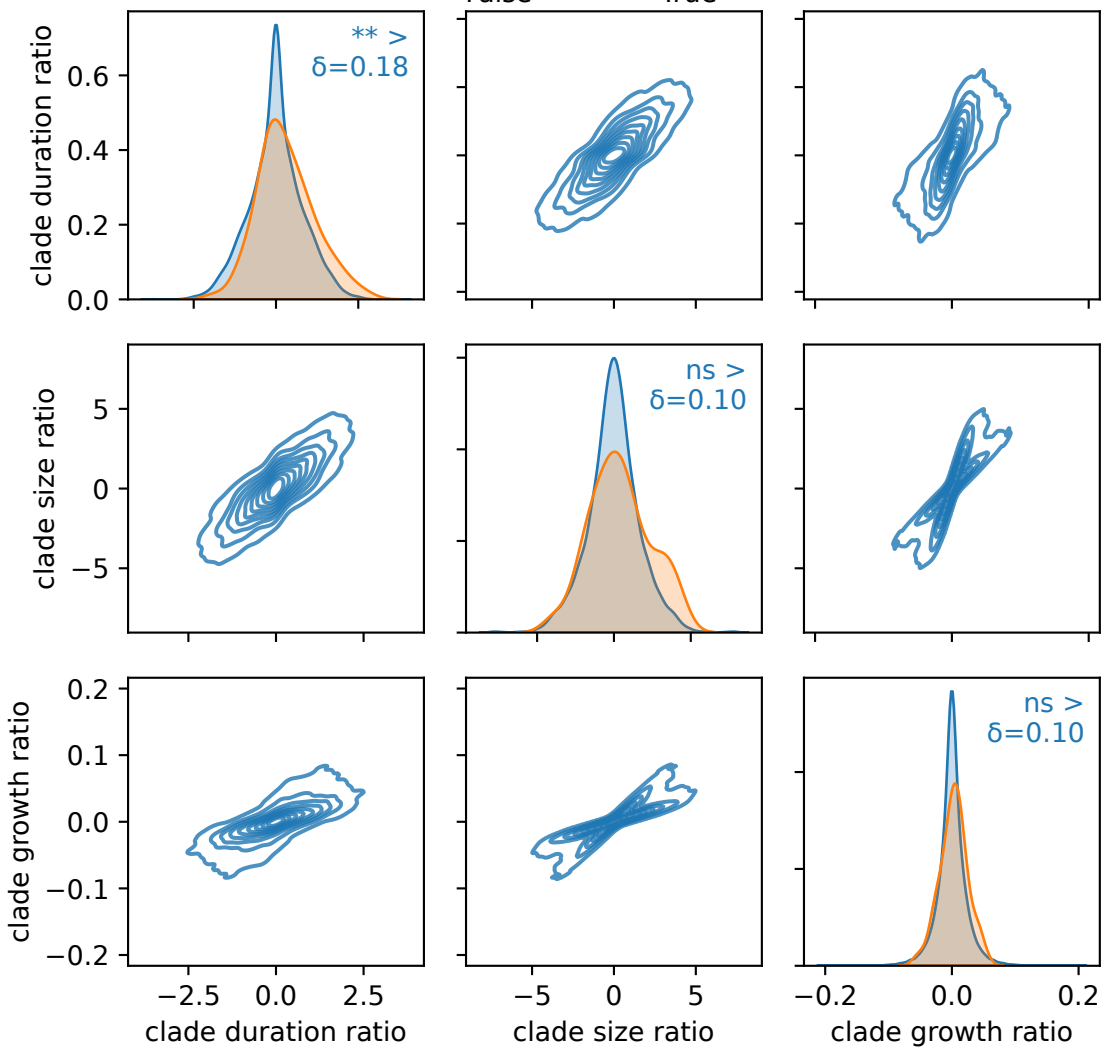 clade duration ratio
0.6
0.4
0.2
0.0
** >
δ=0.18
clade size ratio
5
0
−5
ns >
δ=0.10
clade growth ratio
0.2
0.1
0.0
−0.1
−0.2
ns >
δ=0.10
−2.5 0.0 2.5
−5 0 5
−0.2 0.0 0.2
clade duration ratio
clade size ratio
clade growth ratio